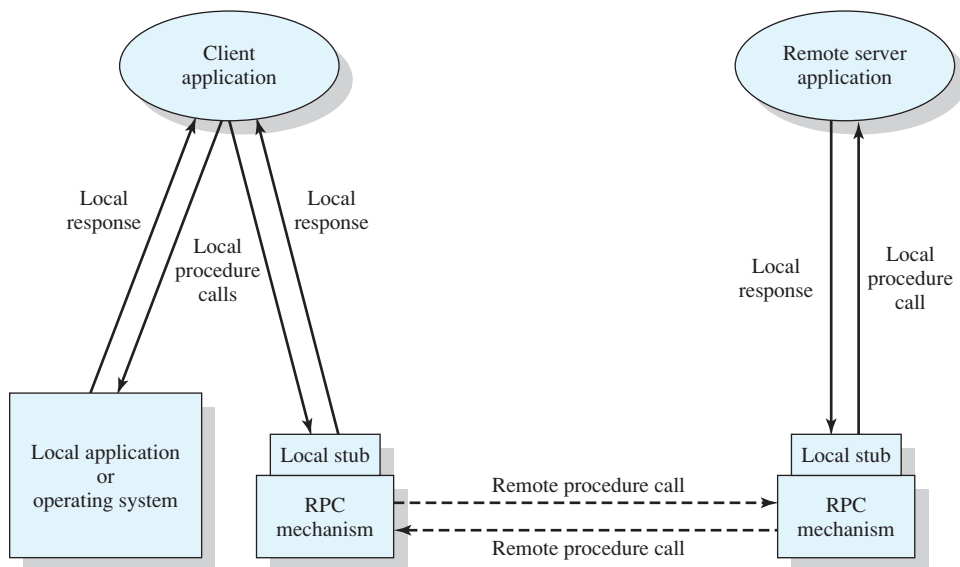 Client
application
Remote server
application
Local
response
Local
procedure
calls
Local
response
Local
response
Local
procedure
call
Local application
or
operating system
Local stub
RPC
mechanism
Remote procedure call
Remote procedure call
Local stub
RPC
mechanism